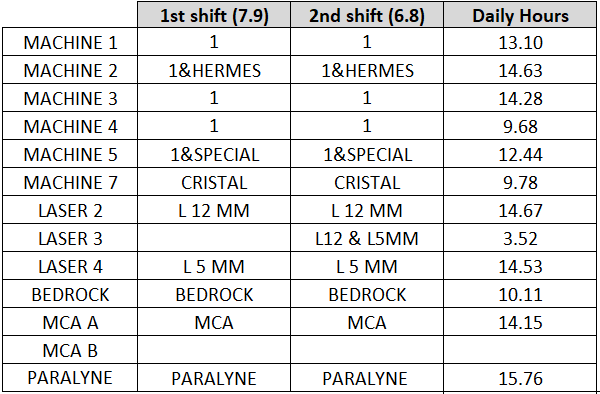 1st shift (7.9) 2nd shift (6.8) Daily Hours
MACHINE 1 1 1 13.10
MACHINE 2 1&HERMES 1&HERMES 14.63
MACHINE 3 1 1 14.28
MACHINE 4 1 1 9.68
MACHINE 5 1&SPECIAL 1&SPECIAL 12.44
MACHINE 7 CRISTAL CRISTAL 9.78
LASER 2 L 12 MM L 12 MM 14.67
LASER 3 L12 & L5MM 3.52
LASER 4 L 5 MM L 5 MM 14.53
BEDROCK BEDROCK BEDROCK 10.11
MCA A MCA MCA 14.15
MCA B
PARALYNE PARALYNE PARALYNE 15.76